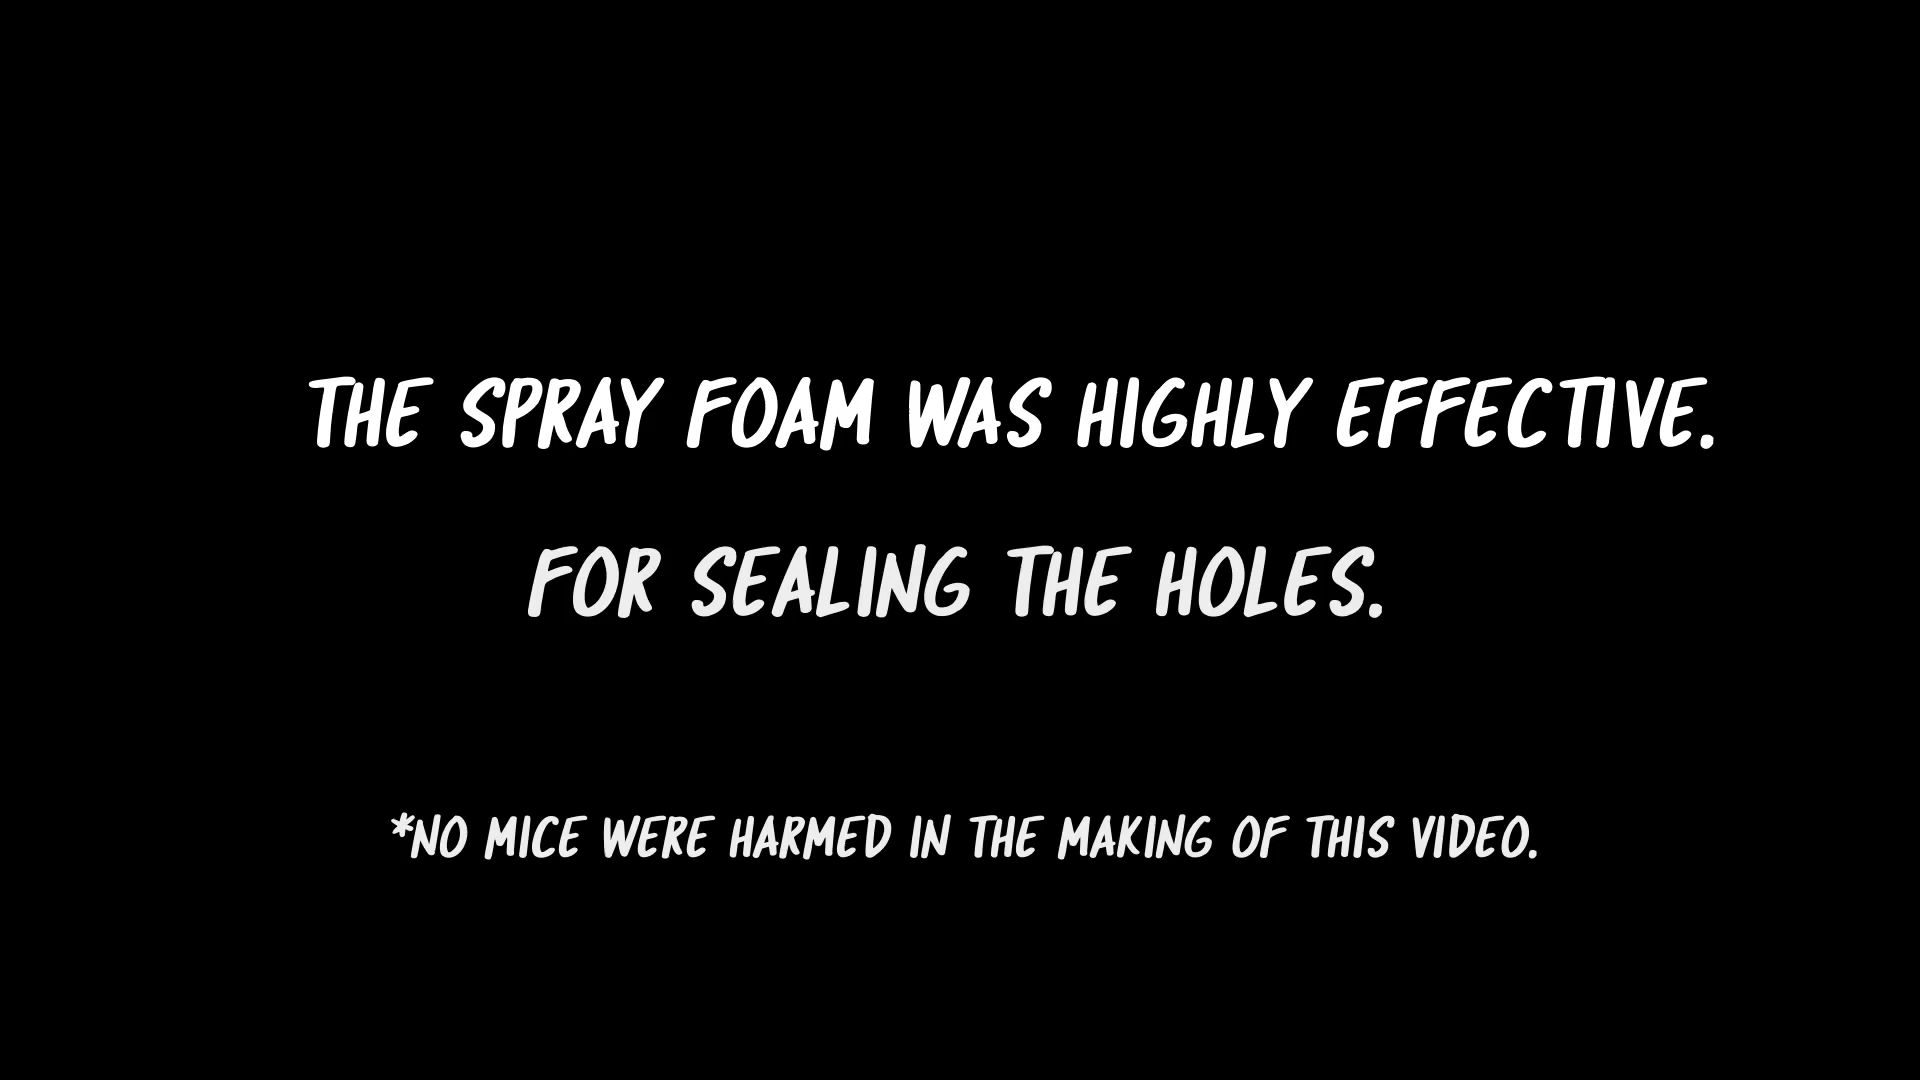 THE SPRAY FOAM WAS HIGHLY EFFECTIVE.
FOR SEALING THE HOLES.
*NO MICE WERE HARMED IN THE MAKING OF THIS VIDEO.